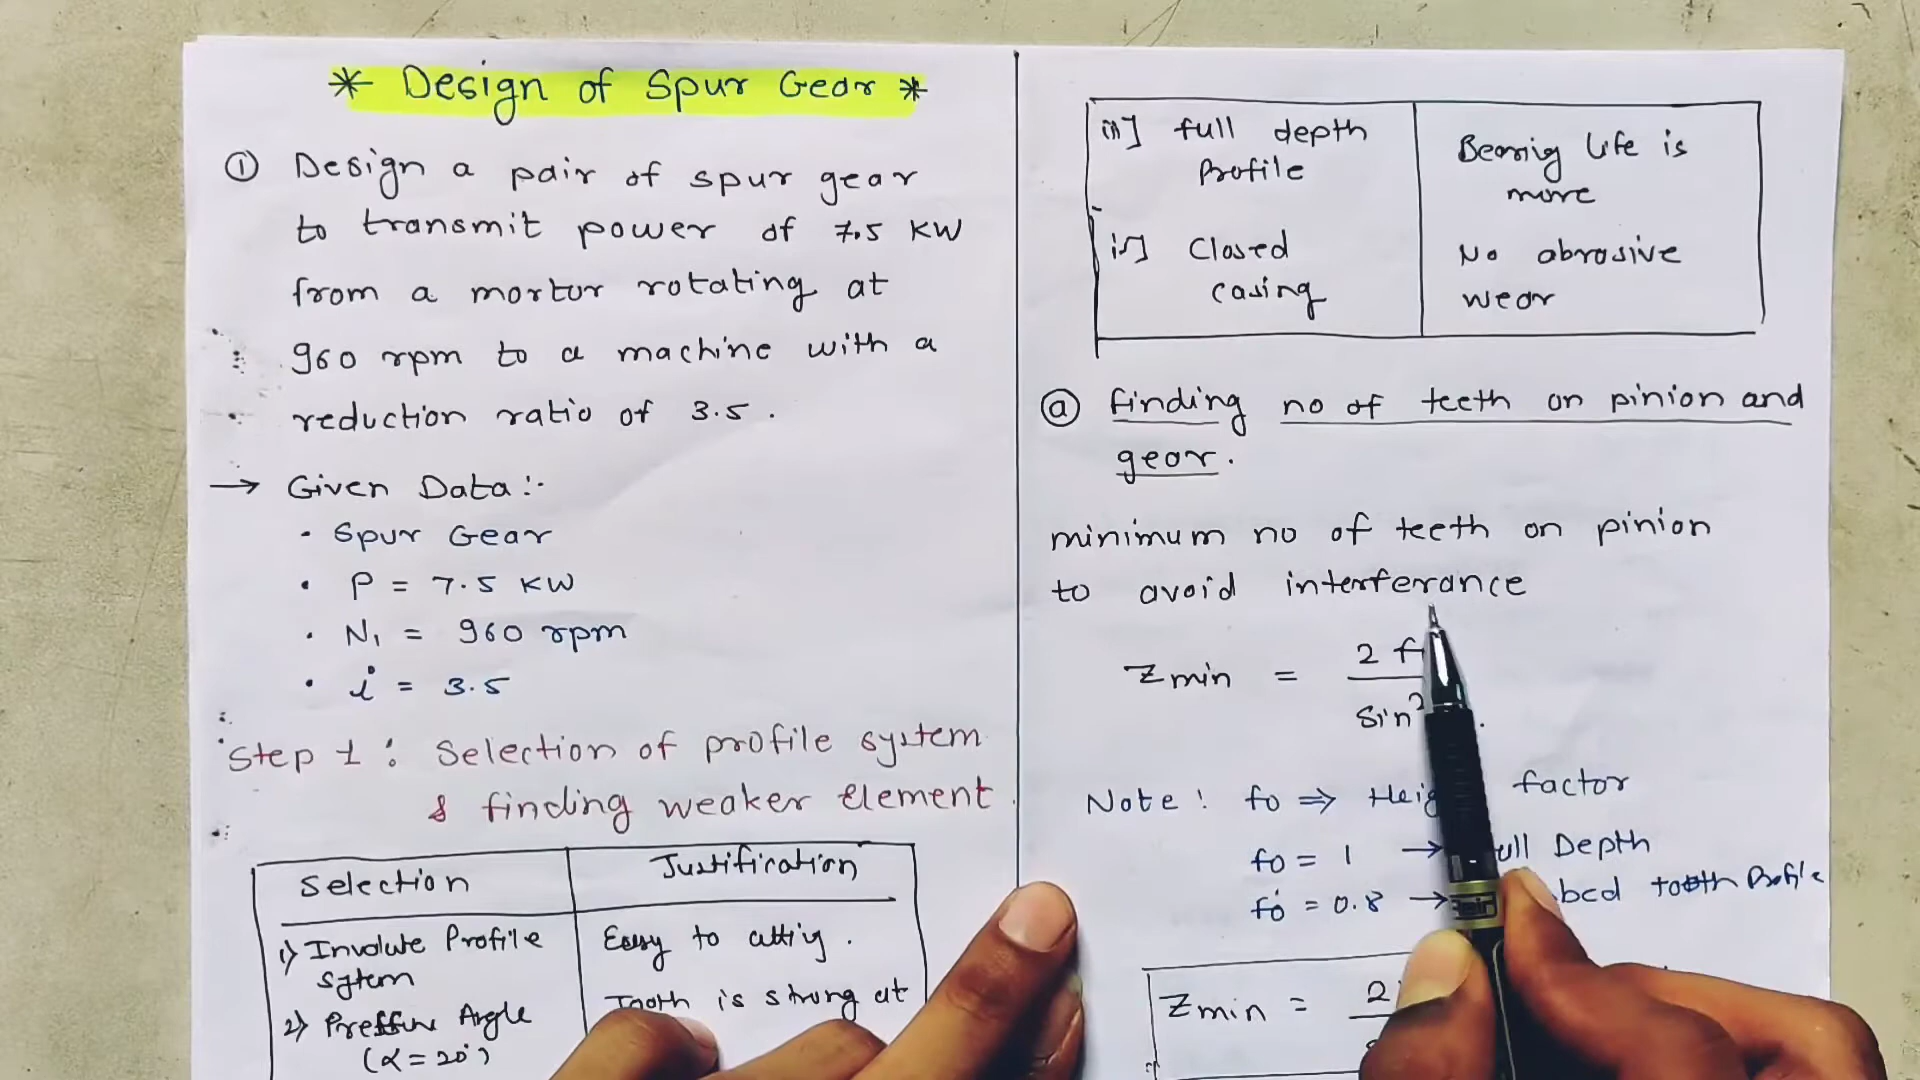 * Design of Spur Gear *
① Design a pair of spur gear
to transmit power of 7.5 KW
from a mortor rotating at
960 rpm to a machine with a
reduction ratio of 3.5 .
→ Given Data :-
• Spur Gear
• P = 7.5 KW
• N₁ = 960 rpm
• i = 3.5
Step 1 : Selection of profile system
& finding weaker element
Selection
Justification
1) Involute Profile
Sytem
Easy to
2) Pressure Angle
(α = 20°)
Tooth is strong at
iii] full depth
Profile
Bearing life is
more
iv] Closed
casing
No abrasive
wear
ⓐ finding no of teeth on pinion and
gear.
minimum no of teeth on pinion
to avoid interferance
Zmin = 2 f
Sin²
Note ! fo ⇒ factor
fo = 1 → Depth
fo = 0.8 → tooth Profile
Zmin = 2